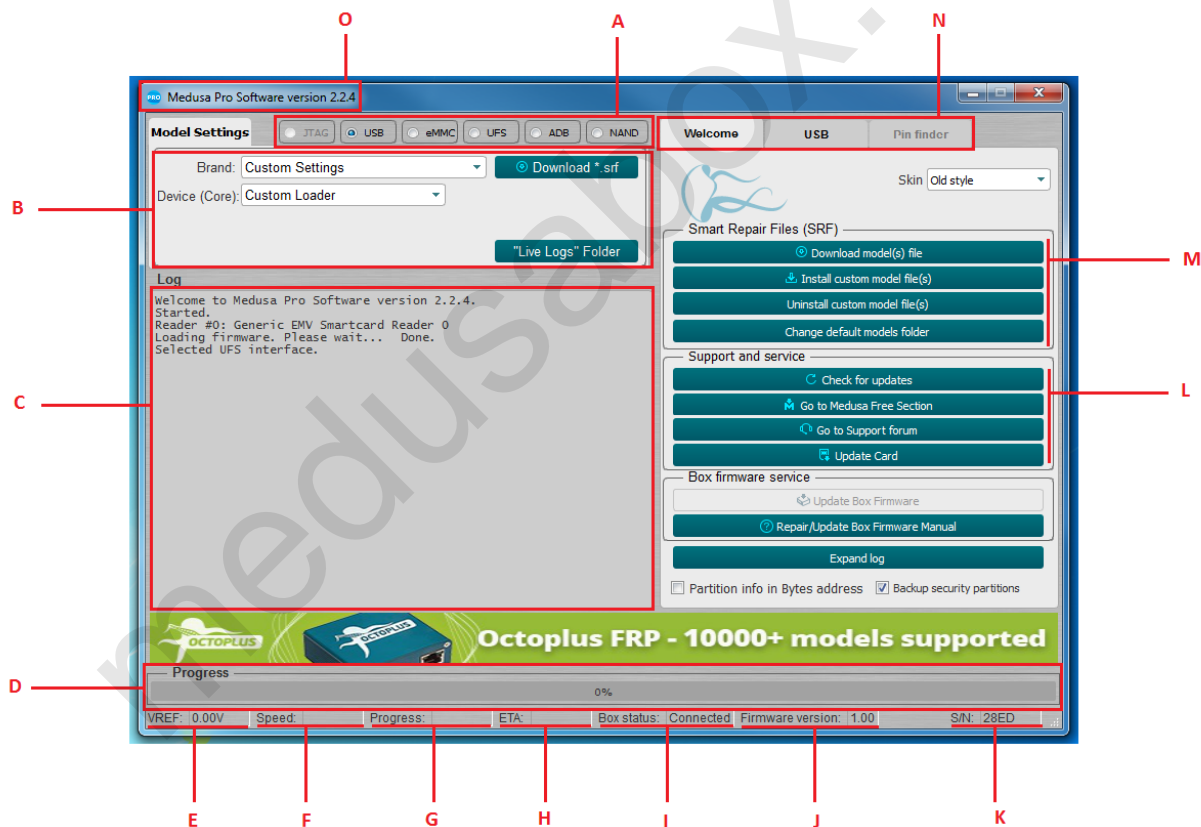 O A N
PRO Medusa Pro Software version 2.2.4
Model Settings JTAG USB eMMC UFS ADB NAND Welcome USB Pin finder
Brand: Custom Settings Download *.srf
Skin Old style
Device (Core): Custom Loader
B
Smart Repair Files (SRF)
"Live Logs" Folder Download model(s) file
M
Log Install custom model file(s)
Welcome to Medusa Pro Software version 2.2.4.
Started.
Uninstall custom model file(s)
Reader #0: Generic EMV Smartcard Reader 0
Loading firmware. Please wait... Done.
Change default models folder
Selected UFS interface.
Support and service
Check for updates
L
C
Go to Medusa Free Section
Go to Support forum
Update Card
Box firmware service
Update Box Firmware
Repair/Update Box Firmware Manual
Expand log
Partition info in Bytes address Backup security partitions
OCTOPLUS OCTOPLUS Octoplus FRP - 10000+ models supported
Progress
D
0%
VREF: 0.00V Speed: Progress: ETA: Box status: Connected Firmware version: 1.00 S/N: 28ED
E F G H I J K
medusabox.